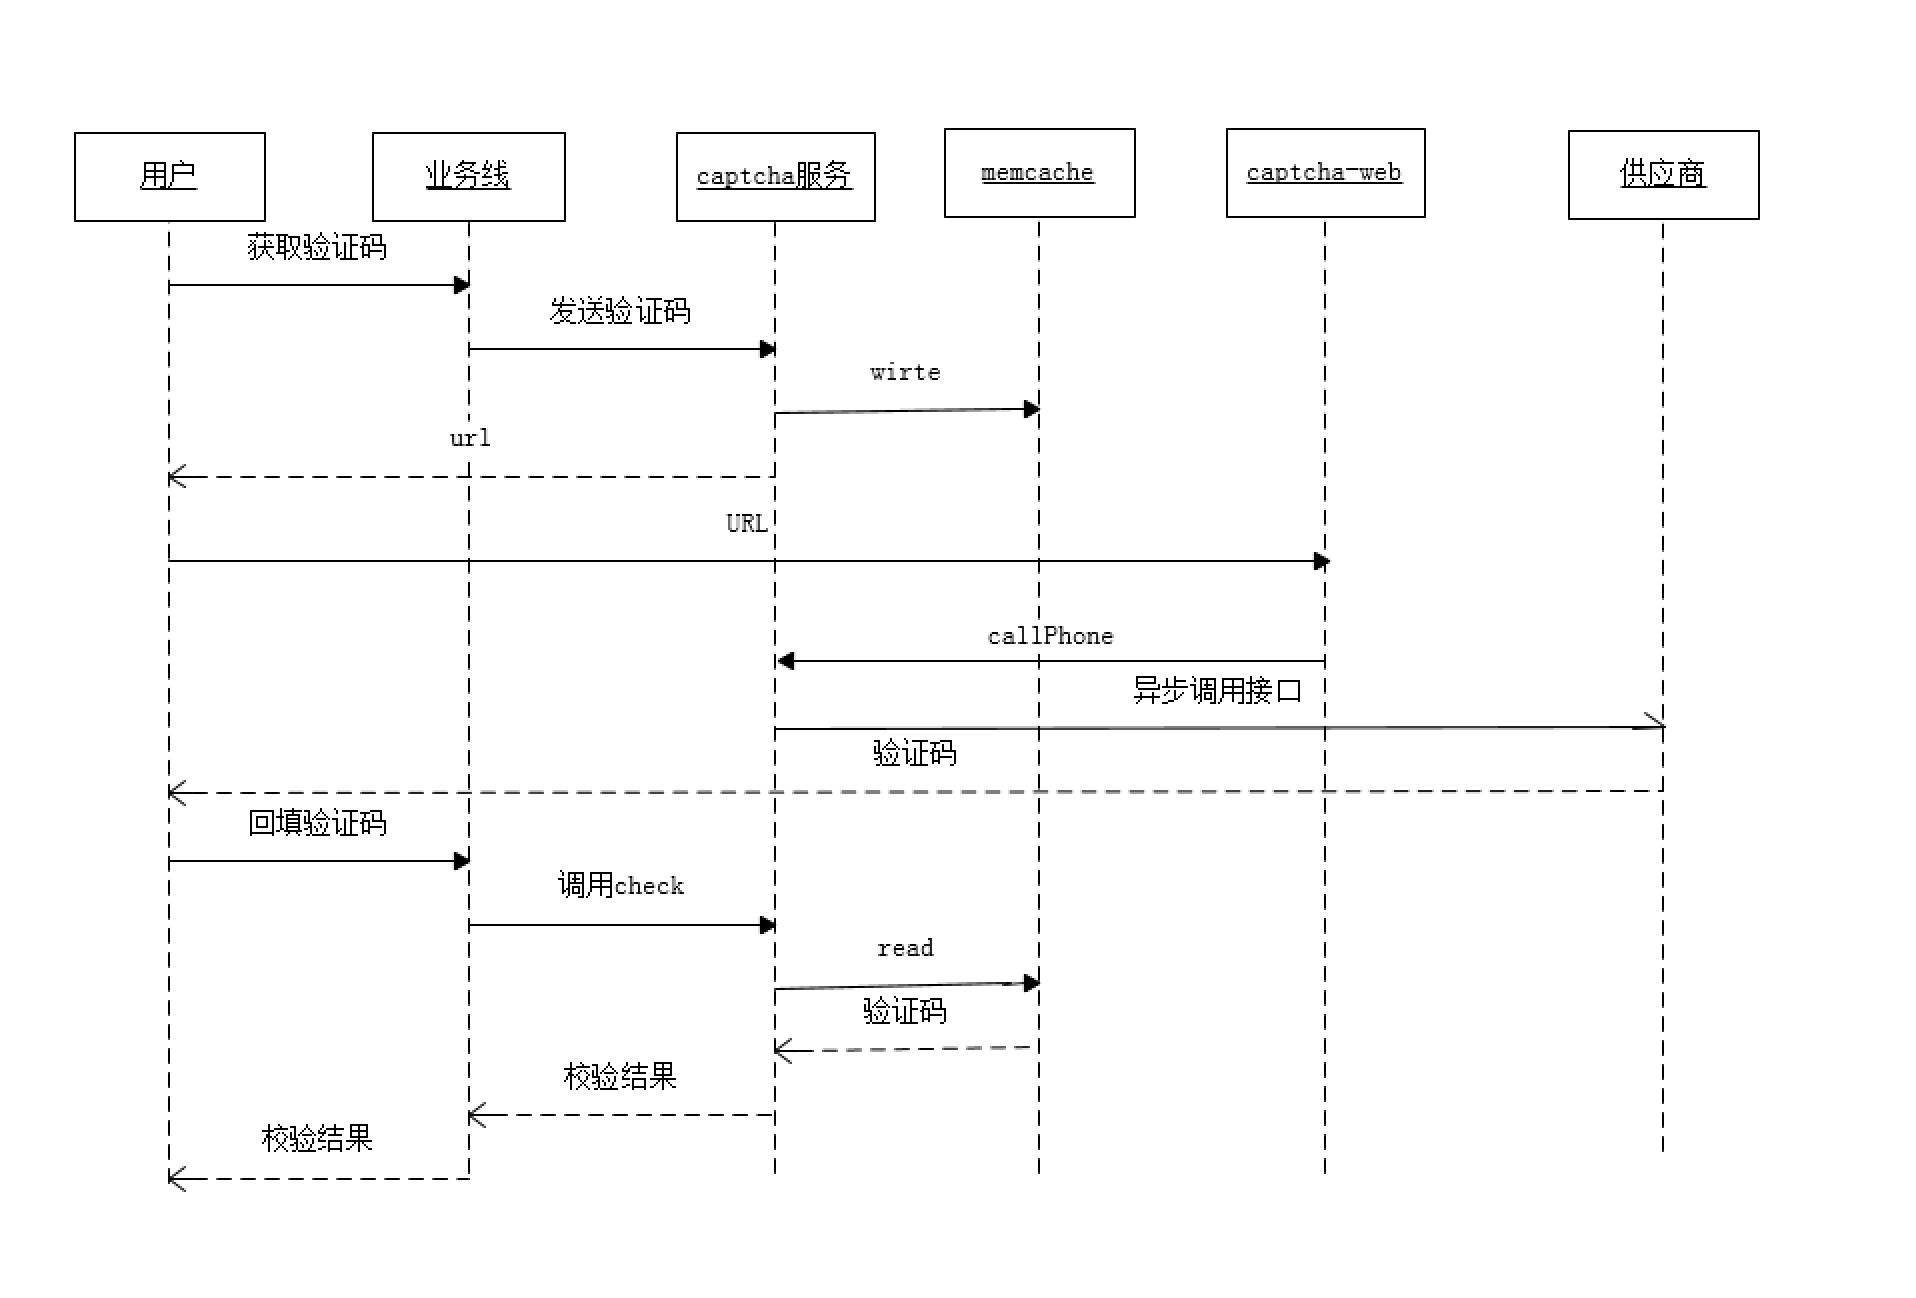 用户
业务线
captcha服务
memcache
captcha-web
供应商
获取验证码
发送验证码
wirte
url
URL
callPhone
异步调用接口
验证码
回填验证码
调用check
read
验证码
校验结果
校验结果